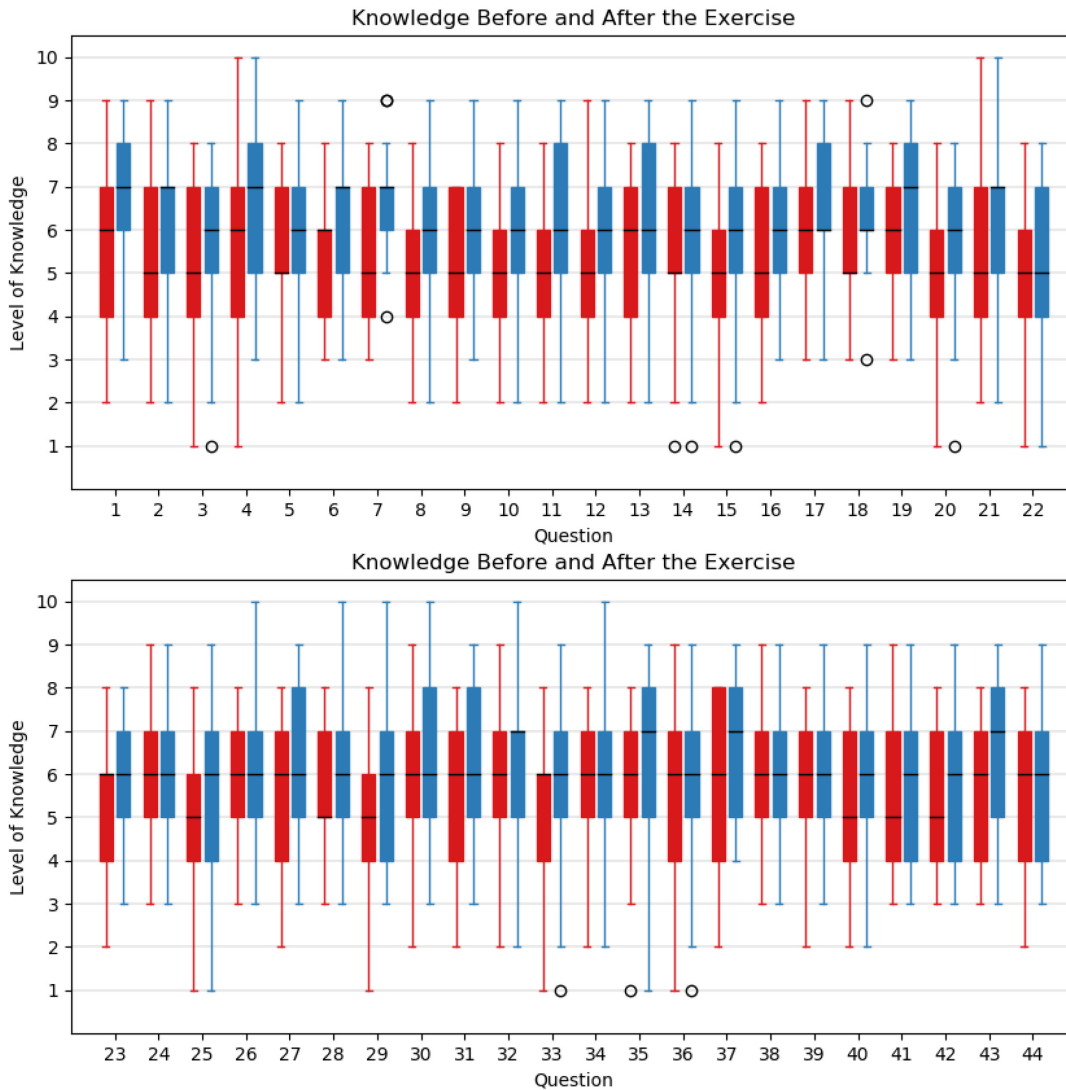 Knowledge Before and After the Exercise
10
9
8
7
6
5
4
3
2
1
Level of Knowledge
1 2 3 4 5 6 7 8 9 10 11 12 13 14 15 16 17 18 19 20 21 22
Question
Knowledge Before and After the Exercise
10
9
8
7
6
5
4
3
2
1
Level of Knowledge
23 24 25 26 27 28 29 30 31 32 33 34 35 36 37 38 39 40 41 42 43 44
Question